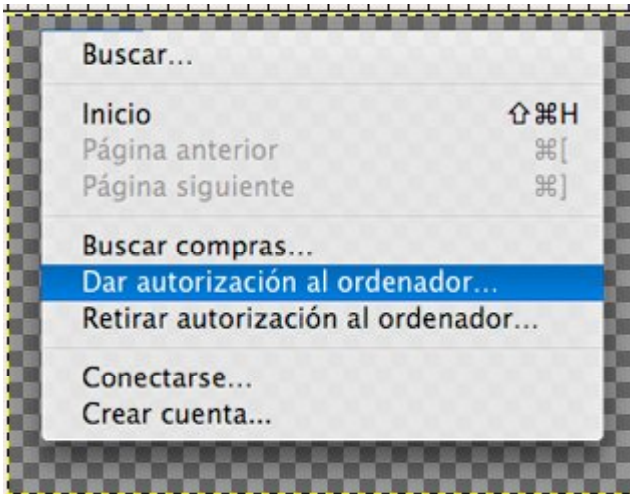 Buscar...
Inicio ⇧⌘H
Página anterior ⌘[
Página siguiente ⌘]
Buscar compras...
Dar autorización al ordenador...
Retirar autorización al ordenador...
Conectarse...
Crear cuenta...